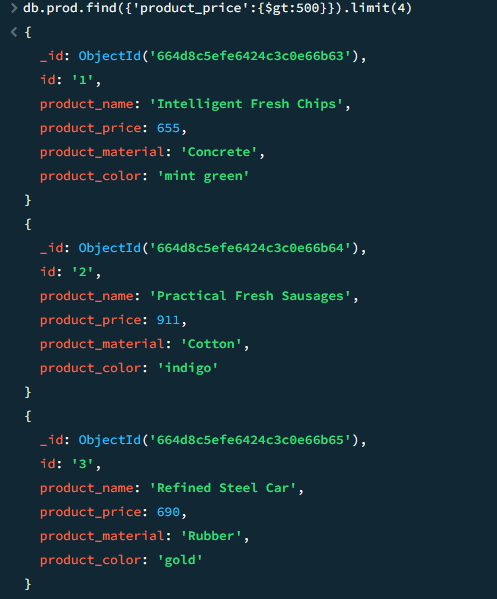 > db.prod.find({'product_price':{$gt:500}}).limit(4)
< {
_id: ObjectId('664d8c5efe6424c3c0e66b63'),
id: '1',
product_name: 'Intelligent Fresh Chips',
product_price: 655,
product_material: 'Concrete',
product_color: 'mint green'
}
{
_id: ObjectId('664d8c5efe6424c3c0e66b64'),
id: '2',
product_name: 'Practical Fresh Sausages',
product_price: 911,
product_material: 'Cotton',
product_color: 'indigo'
}
{
_id: ObjectId('664d8c5efe6424c3c0e66b65'),
id: '3',
product_name: 'Refined Steel Car',
product_price: 690,
product_material: 'Rubber',
product_color: 'gold'
}